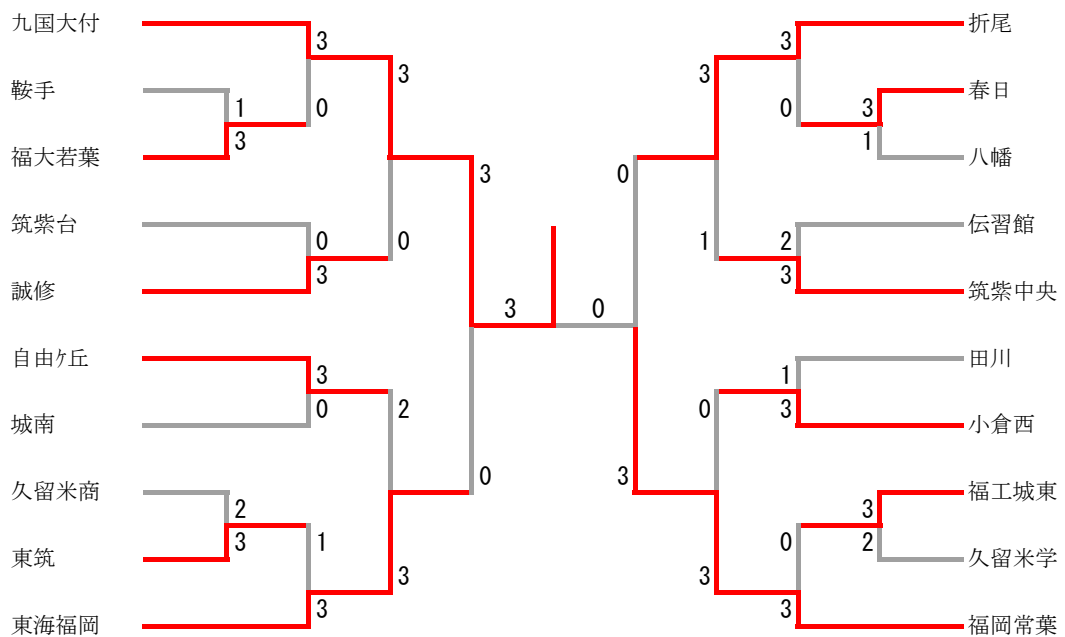 九国大付
3
3
折尾
3
3
鞍手
1
0
0
3
春日
福大若葉
3
1
八幡
3
0
筑紫台
0
0
1
2
伝習館
誠修
3
3
筑紫中央
3
0
自由ヶ丘
3
1
田川
城南
0
2
0
3
小倉西
0
3
久留米商
2
3
福工城東
東筑
3
1
0
2
久留米学
3
3
東海福岡
3
3
福岡常葉